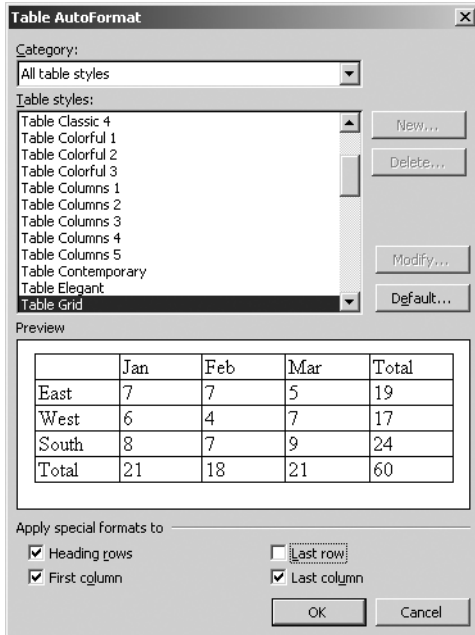 Table AutoFormat
Category:
All table styles
Table styles:
Table Classic 4
Table Colorful 1
Table Colorful 2
Table Colorful 3
Table Columns 1
Table Columns 2
Table Columns 3
Table Columns 4
Table Columns 5
Table Contemporary
Table Elegant
Table Grid
New...
Delete...
Modify...
Default...
Preview
Jan Feb Mar Total
East 7 7 5 19
West 6 4 7 17
South 8 7 9 24
Total 21 18 21 60
Apply special formats to
Heading rows Last row
First column Last column
OK Cancel